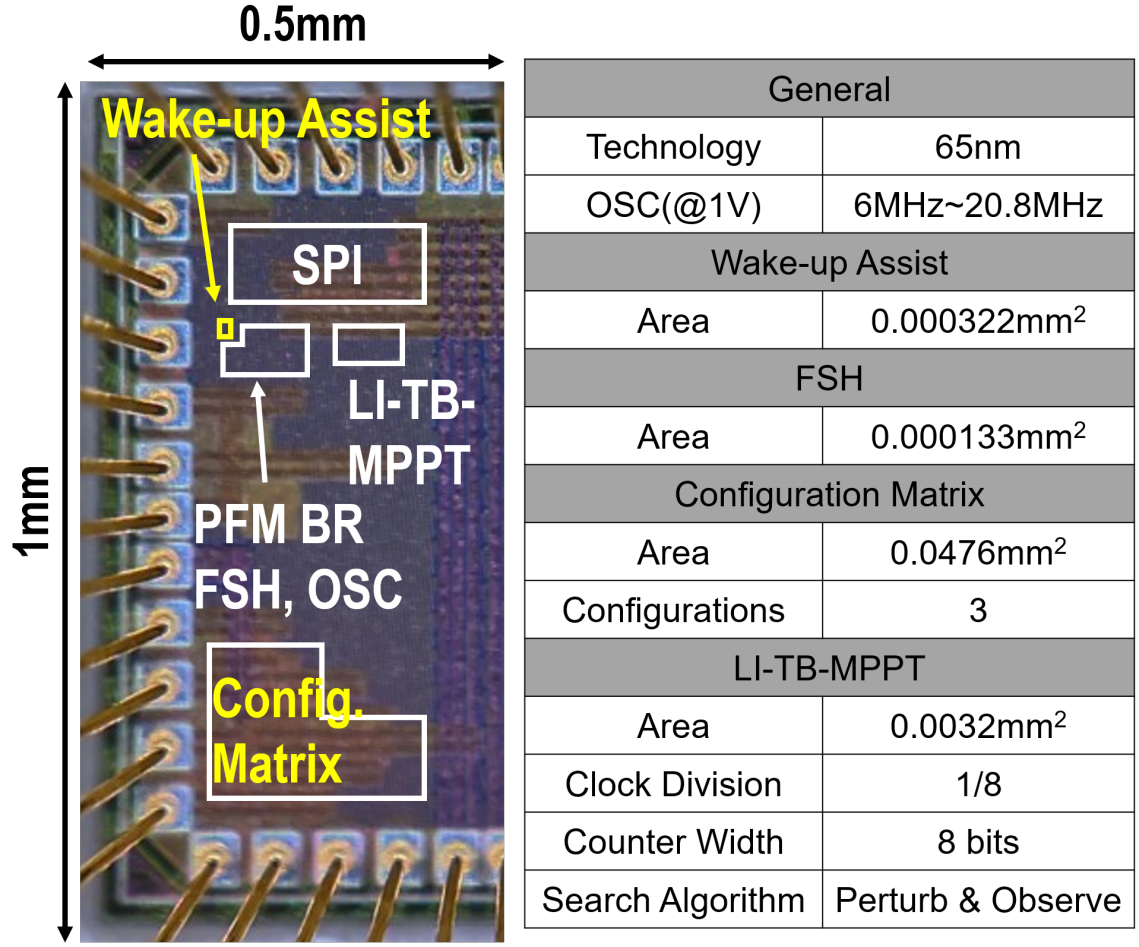 0.5mm
1mm
Wake-up Assist
SPI
LI-TB-
MPPT
PFM BR
FSH, OSC
Config.
Matrix
General
Technology 65nm
OSC(@1V) 6MHz~20.8MHz
Wake-up Assist
Area 0.000322mm²
FSH
Area 0.000133mm²
Configuration Matrix
Area 0.0476mm²
Configurations 3
LI-TB-MPPT
Area 0.0032mm²
Clock Division 1/8
Counter Width 8 bits
Search Algorithm Perturb & Observe